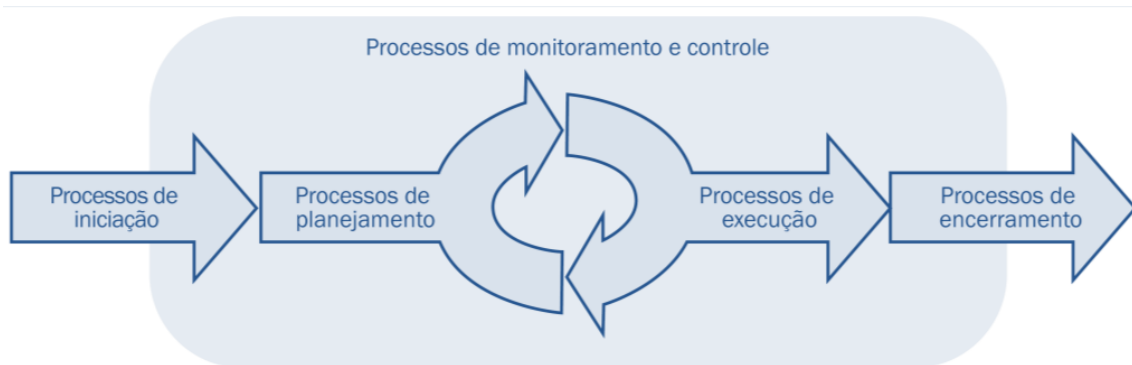 Processos de monitoramento e controle
Processos de
iniciação
Processos de
planejamento
Processos de
execução
Processos de
encerramento